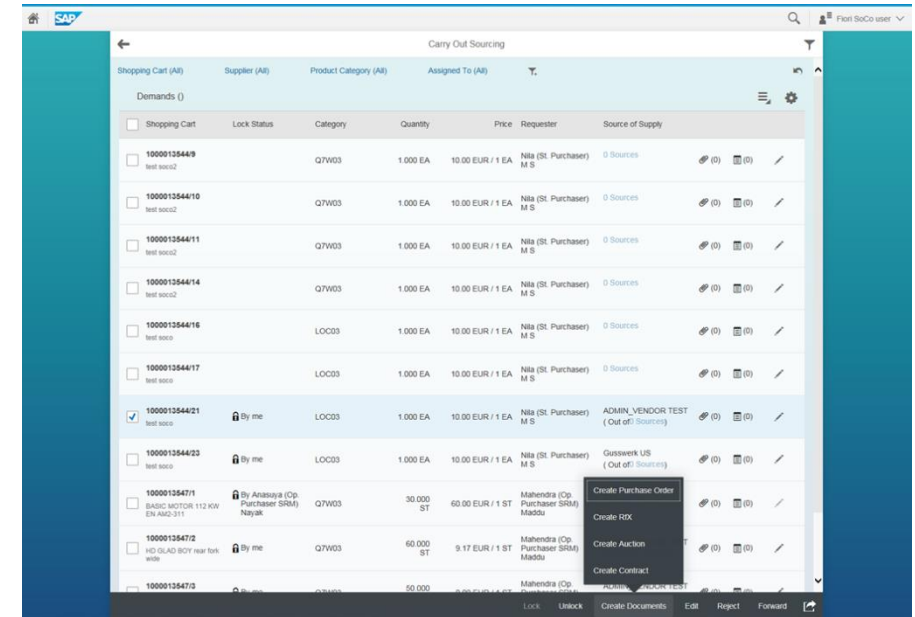 SAP
Fiori SoCo user
Carry Out Sourcing
Shopping Cart (All) Supplier (All) Product Category (All) Assigned To (All)
Demands ()
Shopping Cart Lock Status Category Quantity Price Requester Source of Supply
1000013544/9 Q7W03 1.000 EA 10.00 EUR / 1 EA Nila (St. Purchaser) 0 Sources (0) (0)
test soco2 M S
1000013544/10 Q7W03 1.000 EA 10.00 EUR / 1 EA Nila (St. Purchaser) 0 Sources (0) (0)
test soco2 M S
1000013544/11 Q7W03 1.000 EA 10.00 EUR / 1 EA Nila (St. Purchaser) 0 Sources (0) (0)
test soco2 M S
1000013544/14 Q7W03 1.000 EA 10.00 EUR / 1 EA Nila (St. Purchaser) 0 Sources (0) (0)
test soco2 M S
1000013544/16 LOC03 1.000 EA 10.00 EUR / 1 EA Nila (St. Purchaser) 0 Sources (0) (0)
test soco M S
1000013544/17 LOC03 1.000 EA 10.00 EUR / 1 EA Nila (St. Purchaser) 0 Sources (0) (0)
test soco M S
1000013544/21 By me LOC03 1.000 EA 10.00 EUR / 1 EA Nila (St. Purchaser) ADMIN_VENDOR TEST (0) (0)
test soco M S ( Out of0 Sources)
1000013544/23 By me LOC03 1.000 EA 10.00 EUR / 1 EA Nila (St. Purchaser) Gusswerk US (0) (0)
test soco M S ( Out of0 Sources)
1000013547/1 By Anasuya (Op. Mahendra (Op.
BASIC MOTOR 112 KW Purchaser SRM) Q7W03 30.000 60.00 EUR / 1 ST Purchaser SRM) (0) (0)
EN AM2-311 Nayak ST Maddu
1000013547/2 Mahendra (Op.
HD GLAD BOY rear fork By me Q7W03 60.000 9.17 EUR / 1 ST Purchaser SRM) (0) (0)
wide ST Maddu
1000013547/3 50.000 Mahendra (Op.
Create Purchase Order
Create RfX
Create Auction
Create Contract
Lock Unlock Create Documents Edit Reject Forward